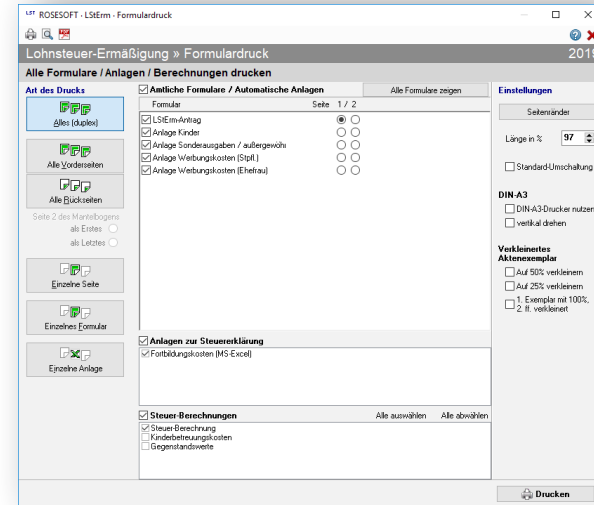 LST ROSESOFT - LStErm - Formulardruck
Lohnsteuer-Ermäßigung » Formulardruck 2019
Alle Formulare / Anlagen / Berechnungen drucken
Art des Drucks
Alles (duplex)
Alle Vorderseiten
Alle Rückseiten
Seite 2 des Mantelbogens
als Erstes
als Letztes
Einzelne Seite
Einzelnes Formular
Einzelne Anlage
Amtliche Formulare / Automatische Anlagen
Alle Formulare zeigen
Formular Seite 1 / 2
LStErm-Antrag
Anlage Kinder
Anlage Sonderausgaben / außergewöhn
Anlage Werbungskosten (Stpfl.)
Anlage Werbungskosten (Ehefrau)
Anlagen zur Steuererklärung
Fortbildungskosten (MS-Excel)
Steuer-Berechnungen Alle auswählen Alle abwählen
Steuer-Berechnung
Kinderbetreuungskosten
Gegenstandswerte
Einstellungen
Seitenränder
Länge in % 97
Standard-Umschaltung
DIN-A3
DIN-A3-Drucker nutzen
vertikal drehen
Verkleinertes
Aktenexemplar
Auf 50% verkleinern
Auf 25% verkleinern
1. Exemplar mit 100%,
2. ff. verkleinert
Drucken